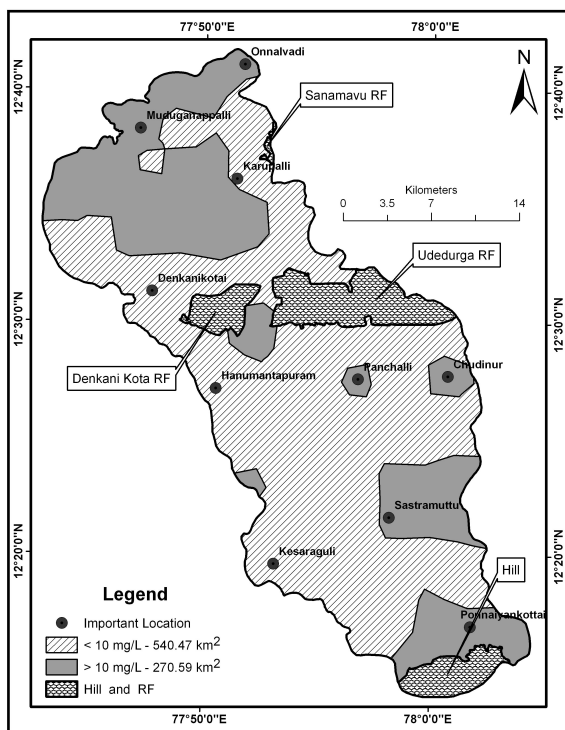 77°50'0"E
78°0'0"E
12°40'0"N
12°40'0"N
Onnalvadi
N
Sanamavu RF
Muduganappalli
Karupalli
Kilometers
0 3.5 7 14
Udedurga RF
Denkanikotai
12°30'0"N
12°30'0"N
Denkani Kota RF
Hanumantapuram
Panchalli
Chudinur
Sastramuttu
12°20'0"N
12°20'0"N
Kesaraguli
Hill
Ponnaiyankottai
Legend
Important Location
< 10 mg/L - 540.47 km2
> 10 mg/L - 270.59 km2
Hill and RF
77°50'0"E
78°0'0"E